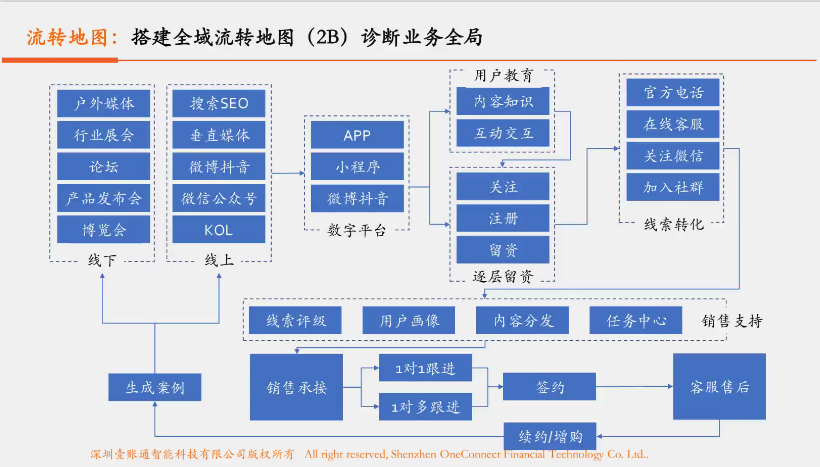 流转地图：搭建全域流转地图（2B）诊断业务全局
户外媒体
行业展会
论坛
产品发布会
博览会
线下
搜索SEO
垂直媒体
微博抖音
微信公众号
KOL
线上
APP
小程序
微博抖音
数字平台
用户教育
内容知识
互动交互
关注
注册
留资
逐层留资
官方电话
在线客服
关注微信
加入社群
线索转化
线索评级
用户画像
内容分发
任务中心
销售支持
生成案例
销售承接
1对1跟进
1对多跟进
签约
客服售后
续约/增购
深圳壹账通智能科技有限公司版权所有 All right reserved, Shenzhen OneConnect Financial Technology Co. Ltd..